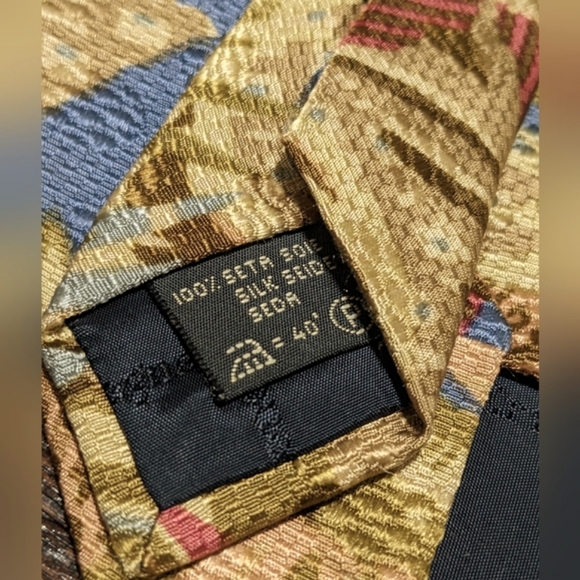 100% SETA SOIE
SILK SEIDE
SEDA
= 40° P